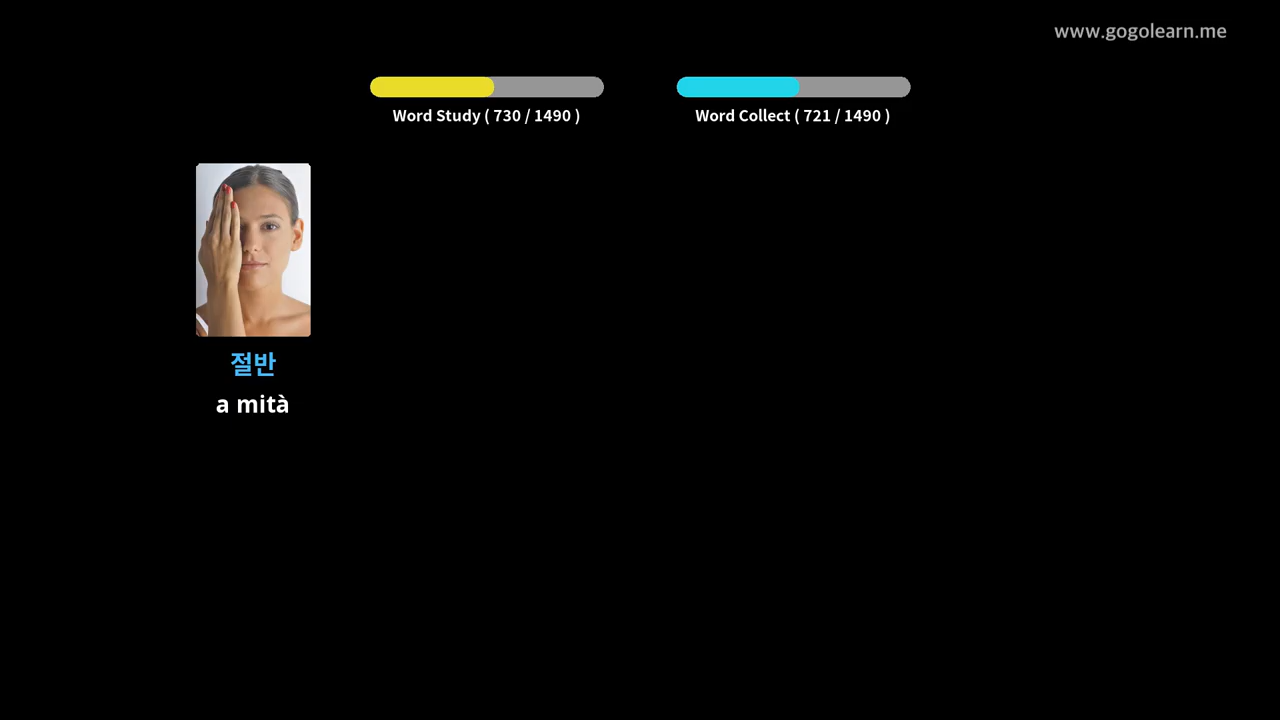 www.gogolearn.me
Word Study ( 730 / 1490 )
Word Collect ( 721 / 1490 )
절반
a mità